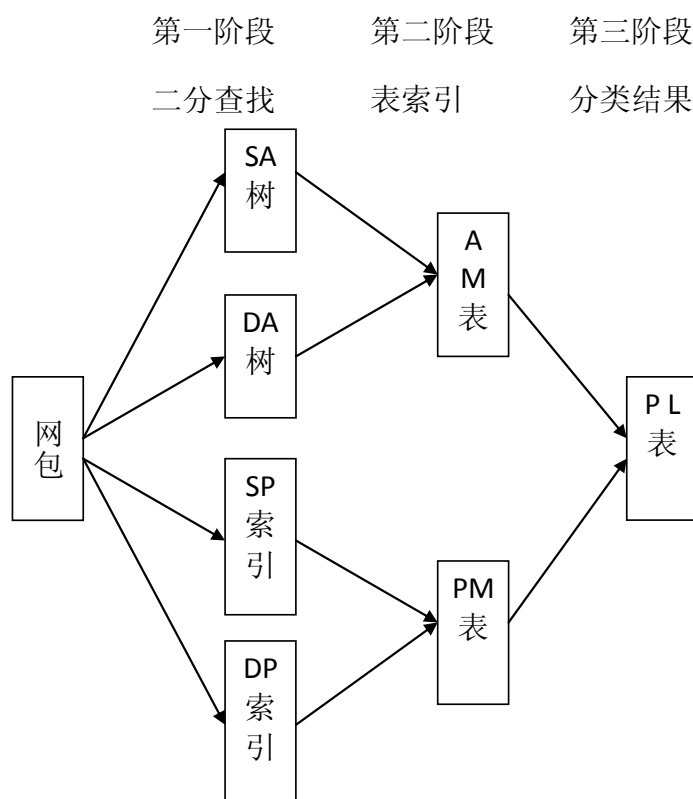 第一阶段 第二阶段 第三阶段
二分查找 表索引 分类结果
SA
树
DA
树
网
包
SP
索
引
DP
索
引
A
M
表
PM
表
P L
表